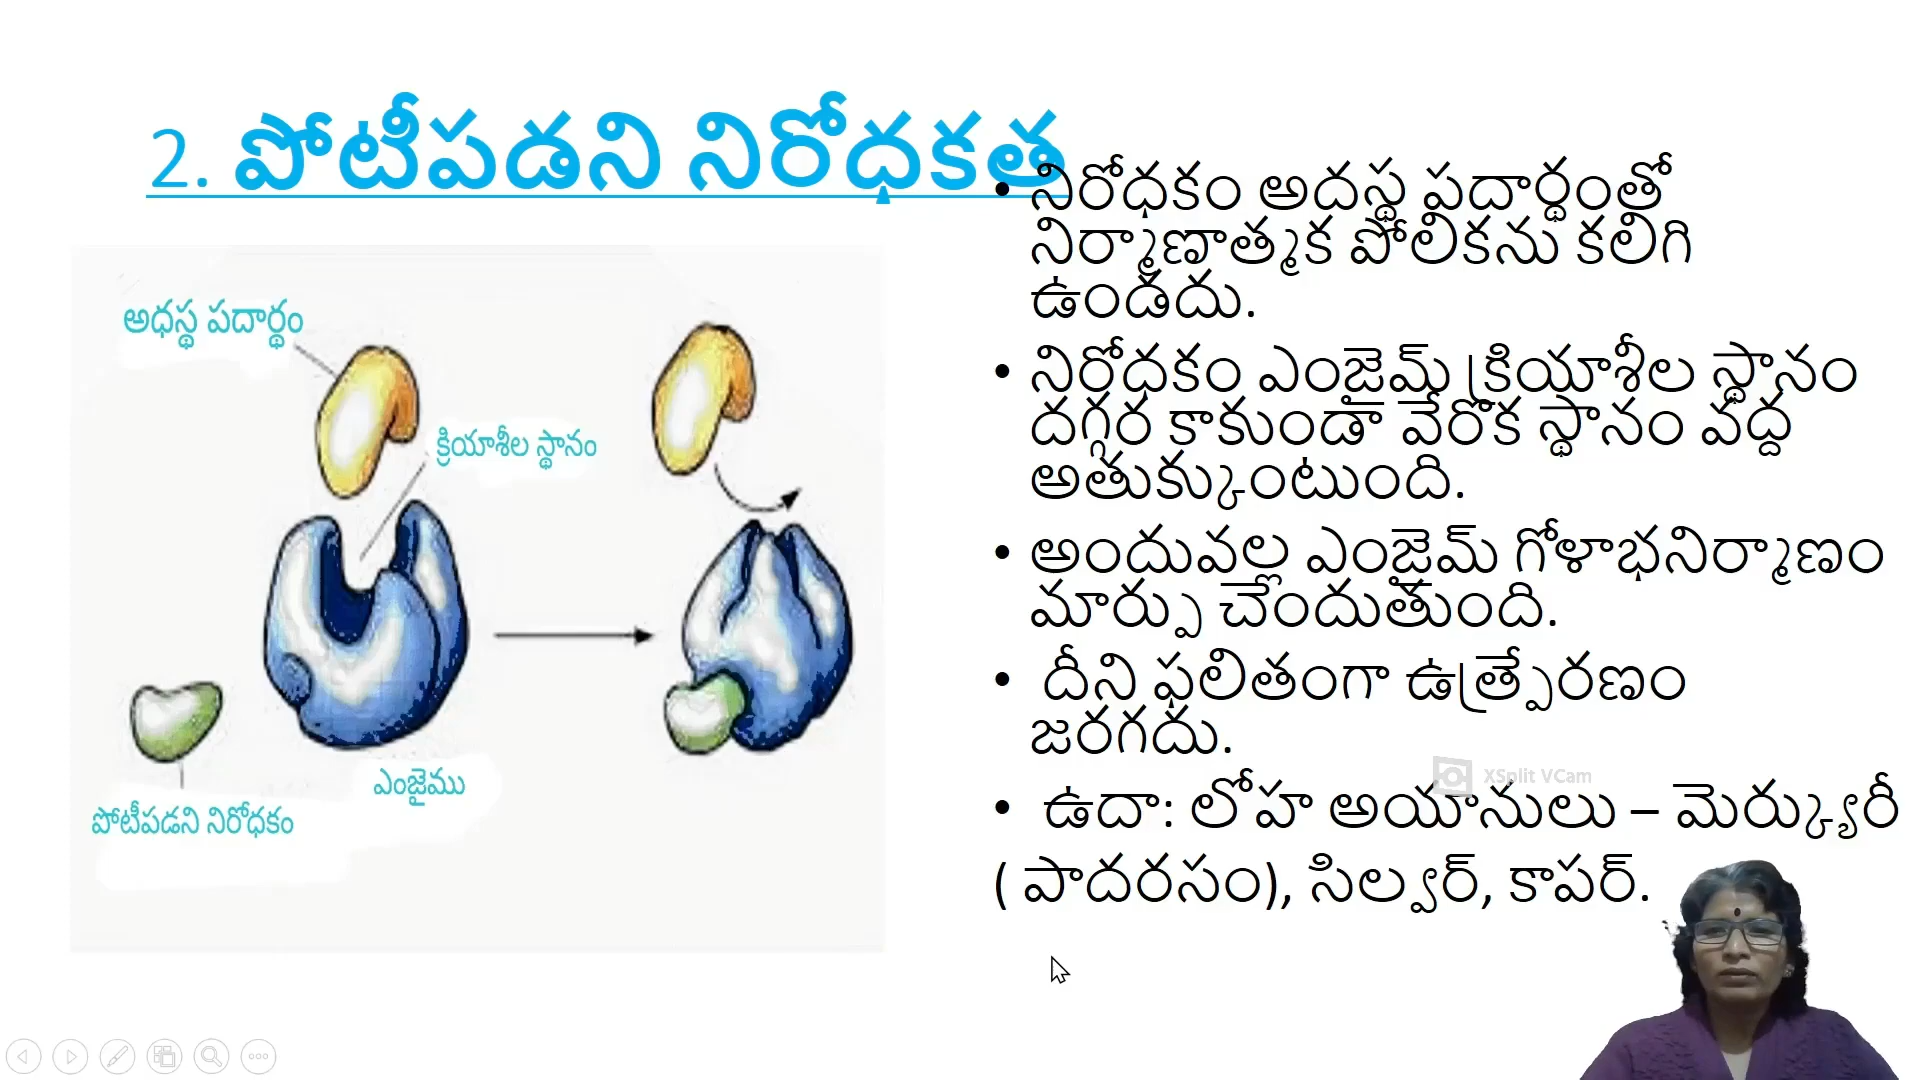 2. పోటీపడని నిరోధకత
• నిరోధకం అదస్థ పదార్థంతో
నిర్మాణాత్మక పోలికను కలిగి
ఉండదు.
• నిరోధకం ఎంజైమ్ క్రియాశీల స్థానం
దగ్గర కాకుండా వేరొక స్థానం వద్ద
అతుక్కుంటుంది.
• అందువల్ల ఎంజైమ్ గోళాభనిర్మాణం
మార్పు చెందుతుంది.
• దీని ఫలితంగా ఉత్ప్రేరణం
జరగదు.
• ఉదా: లోహ అయానులు – మెర్క్యురీ
( పాదరసం), సిల్వర్, కాపర్.
అధస్థ పదార్థం
క్రియాశీల స్థానం
ఎంజైము
పోటీపడని నిరోధకం
XSplit VCam